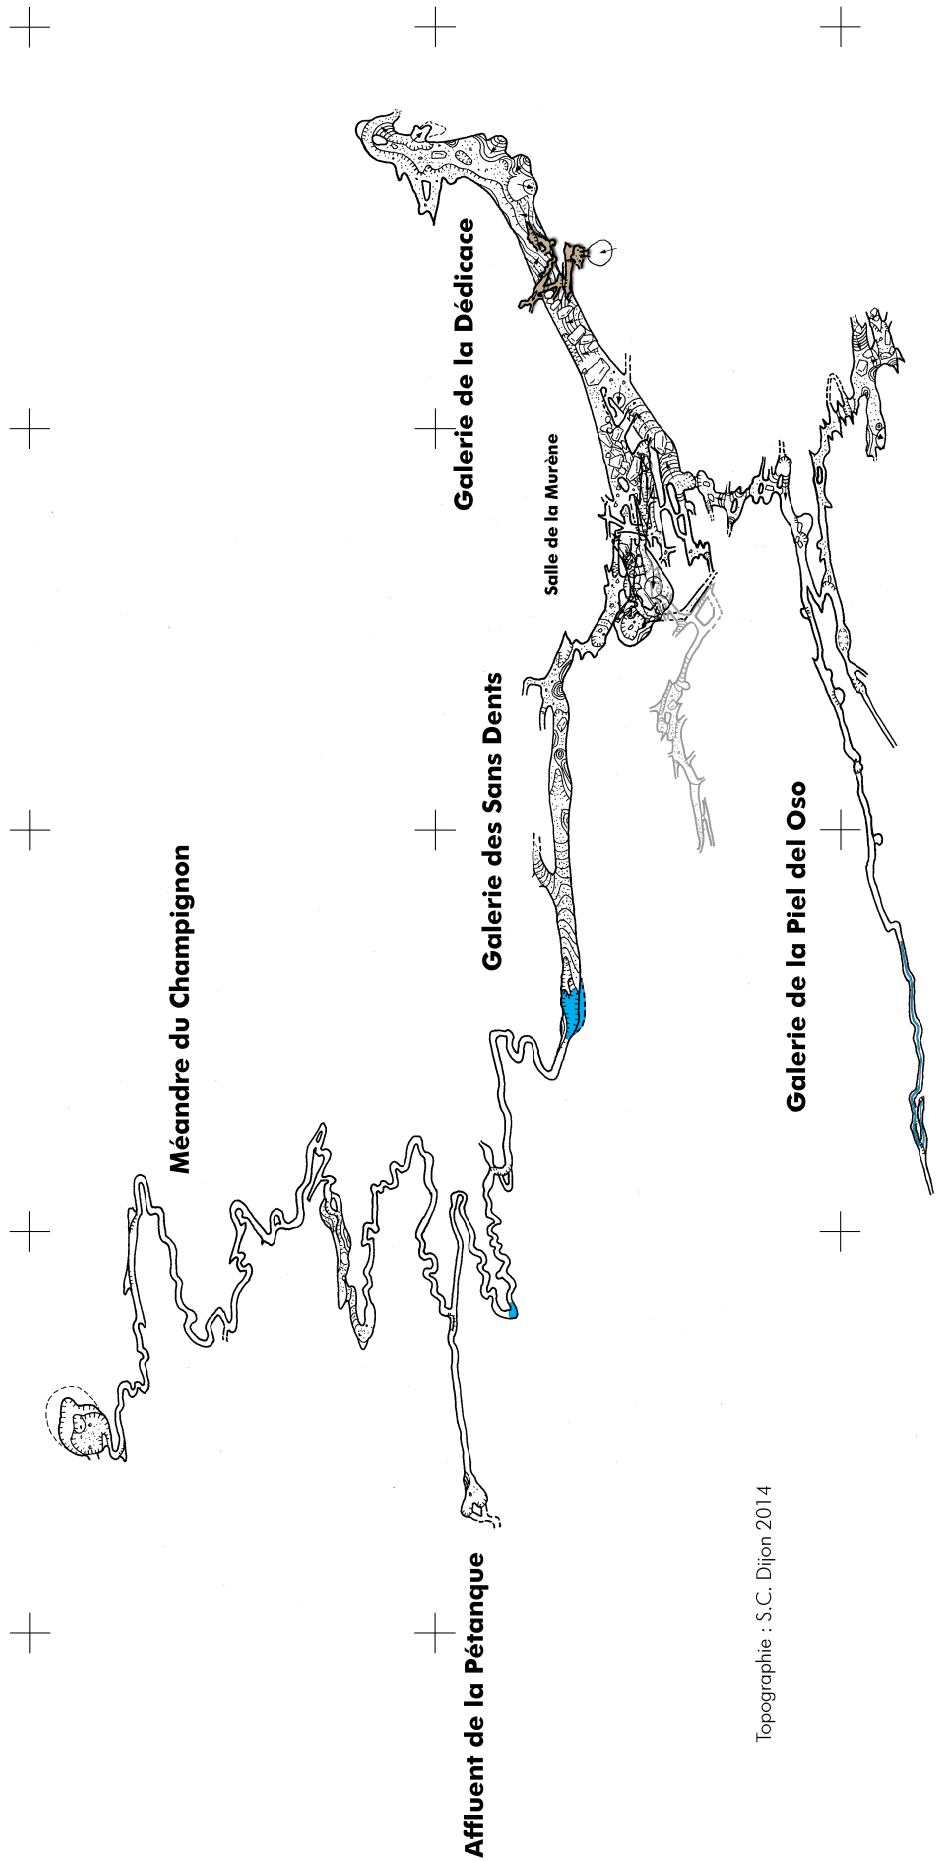 Galerie de la Dédicace
Salle de la Murène
Galerie des Sans Dents
Méandre du Champignon
Galerie de la Piel del Oso
Affluent de la Pétanque
Topographie : S.C. Dijon 2014